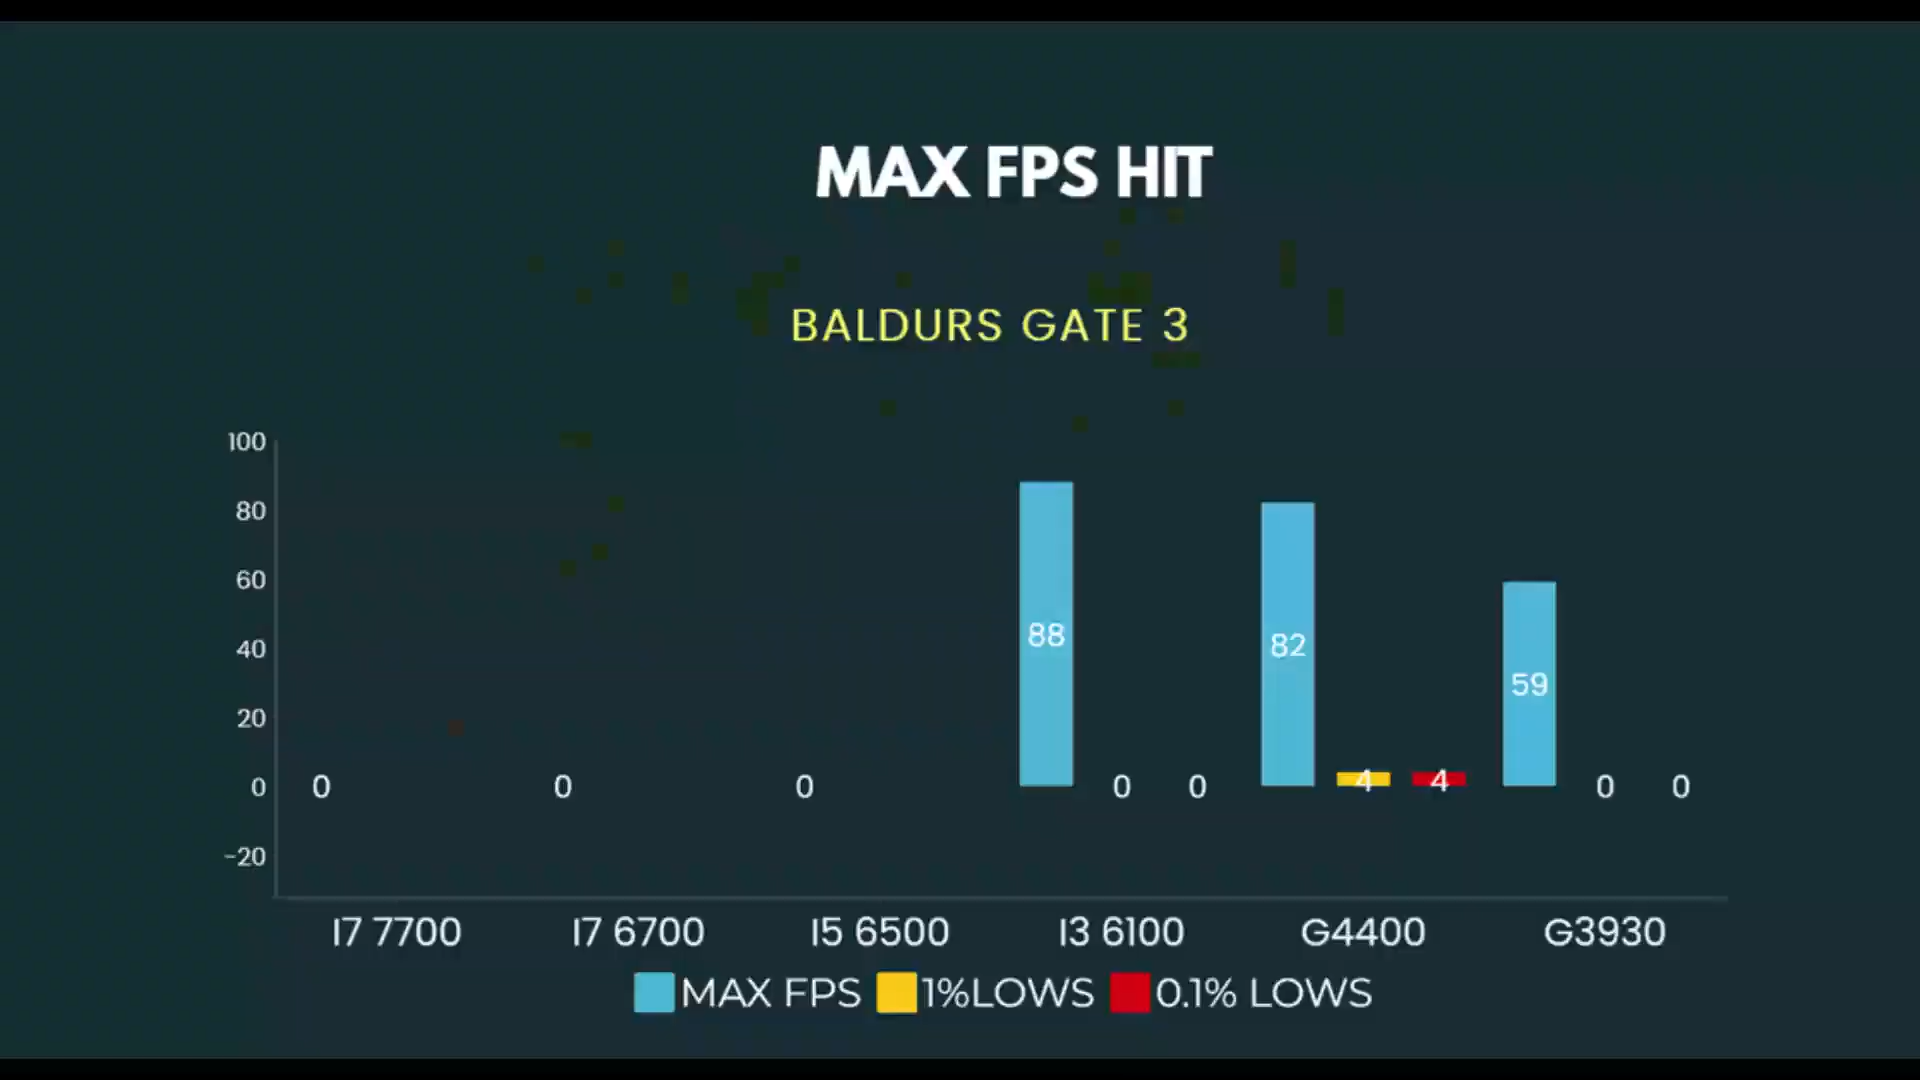 MAX FPS HIT
BALDURS GATE 3
100
80
60
40
20
0
-20
88
82
59
0
0
0
0
0
4
4
0
0
I7 7700
I7 6700
I5 6500
I3 6100
G4400
G3930
MAX FPS
1%LOWS
0.1% LOWS